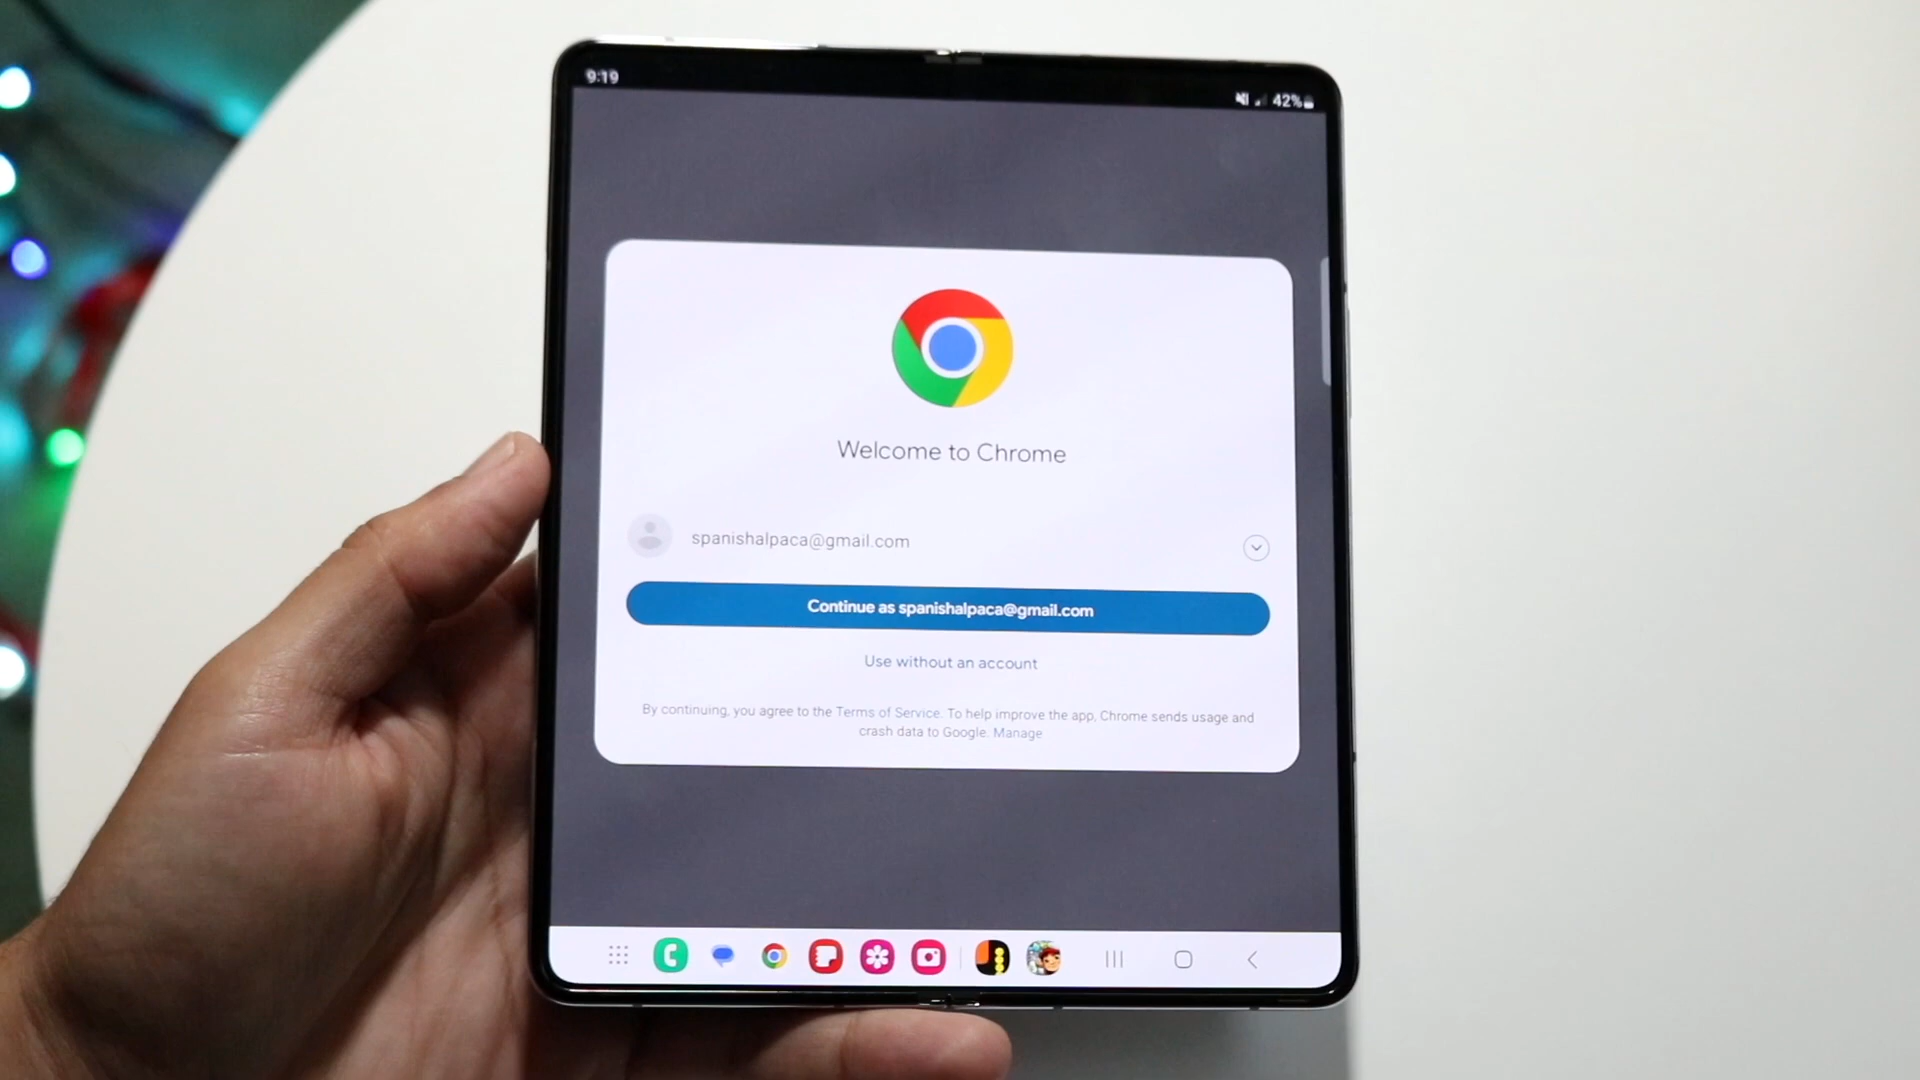 9:19
42%
Welcome to Chrome
spanishalpaca@gmail.com
Continue as spanishalpaca@gmail.com
Use without an account
By continuing, you agree to the Terms of Service. To help improve the app, Chrome sends usage and
crash data to Google. Manage